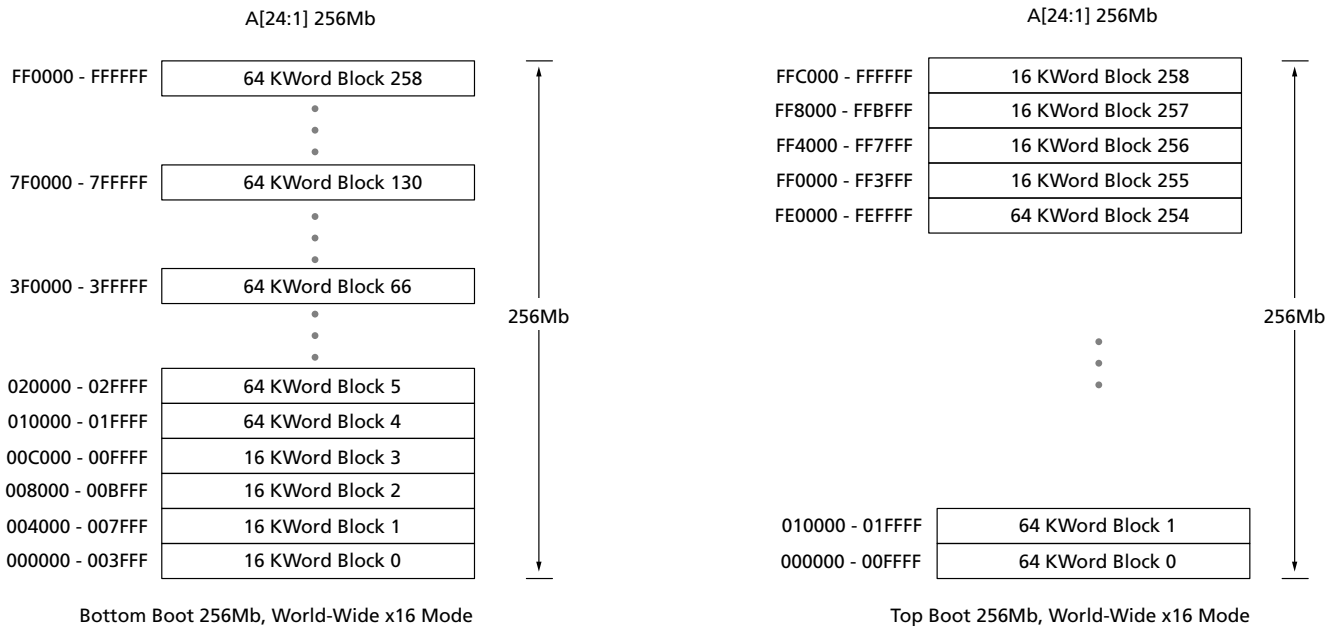 A[24:1] 256Mb
FF0000 - FFFFFF 64 KWord Block 258
7F0000 - 7FFFFF 64 KWord Block 130
3F0000 - 3FFFFF 64 KWord Block 66
256Mb
020000 - 02FFFF 64 KWord Block 5
010000 - 01FFFF 64 KWord Block 4
00C000 - 00FFFF 16 KWord Block 3
008000 - 00BFFF 16 KWord Block 2
004000 - 007FFF 16 KWord Block 1
000000 - 003FFF 16 KWord Block 0
Bottom Boot 256Mb, World-Wide x16 Mode
A[24:1] 256Mb
FFC000 - FFFFFF 16 KWord Block 258
FF8000 - FFBFFF 16 KWord Block 257
FF4000 - FF7FFF 16 KWord Block 256
FF0000 - FF3FFF 16 KWord Block 255
FE0000 - FEFFFF 64 KWord Block 254
256Mb
010000 - 01FFFF 64 KWord Block 1
000000 - 00FFFF 64 KWord Block 0
Top Boot 256Mb, World-Wide x16 Mode